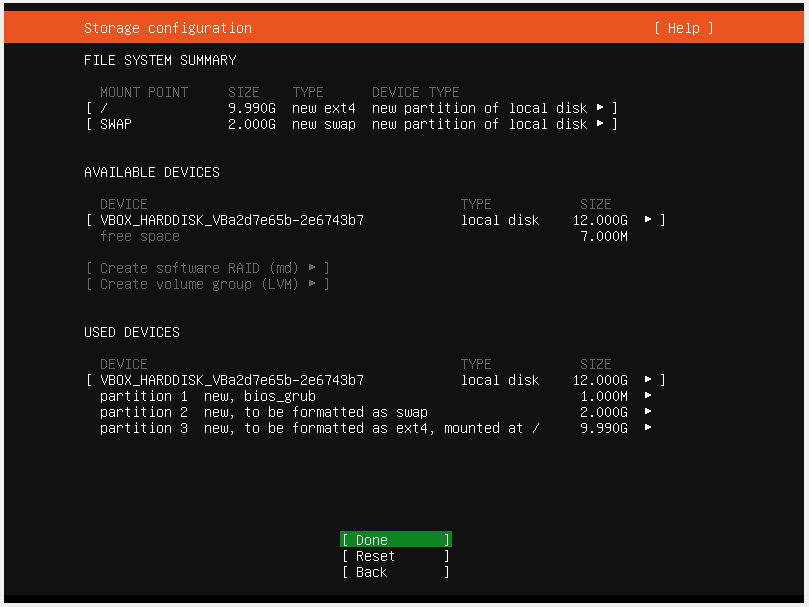 Storage configuration [ Help ]
FILE SYSTEM SUMMARY
MOUNT POINT SIZE TYPE DEVICE TYPE
[ / 9.990G new ext4 new partition of local disk ▸ ]
[ SWAP 2.000G new swap new partition of local disk ▸ ]
AVAILABLE DEVICES
DEVICE TYPE SIZE
[ VBOX_HARDDISK_VBa2d7e65b-2e6743b7 local disk 12.000G ▸ ]
free space 7.000M
[ Create software RAID (md) ▸ ]
[ Create volume group (LVM) ▸ ]
USED DEVICES
DEVICE TYPE SIZE
[ VBOX_HARDDISK_VBa2d7e65b-2e6743b7 local disk 12.000G ▸ ]
partition 1 new, bios_grub 1.000M ▸
partition 2 new, to be formatted as swap 2.000G ▸
partition 3 new, to be formatted as ext4, mounted at / 9.990G ▸
[ Done ]
[ Reset ]
[ Back ]